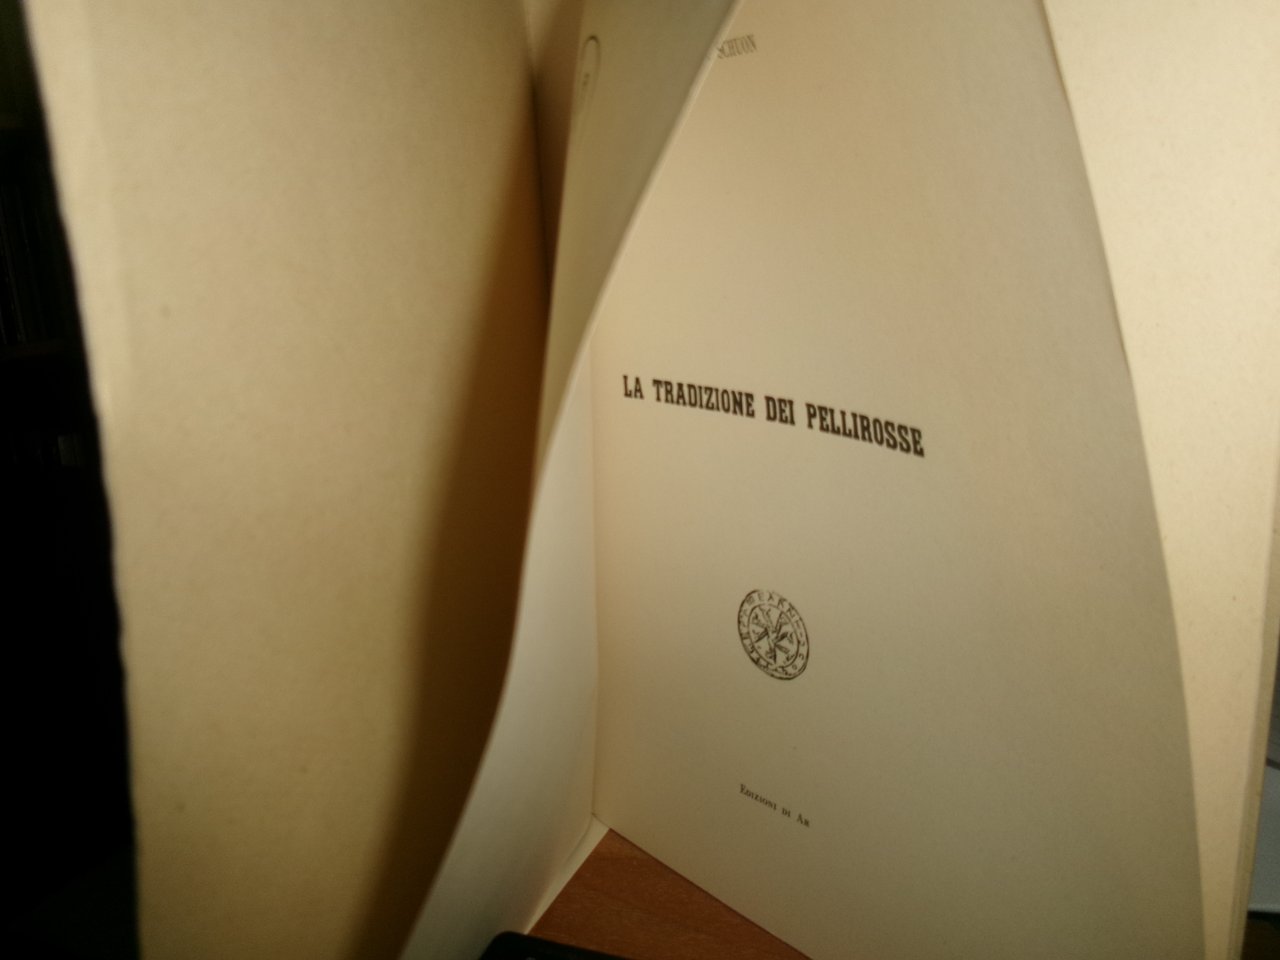 SCHUON
LA TRADIZIONE DEI PELLIROSSE
EDIZIONI DI AR